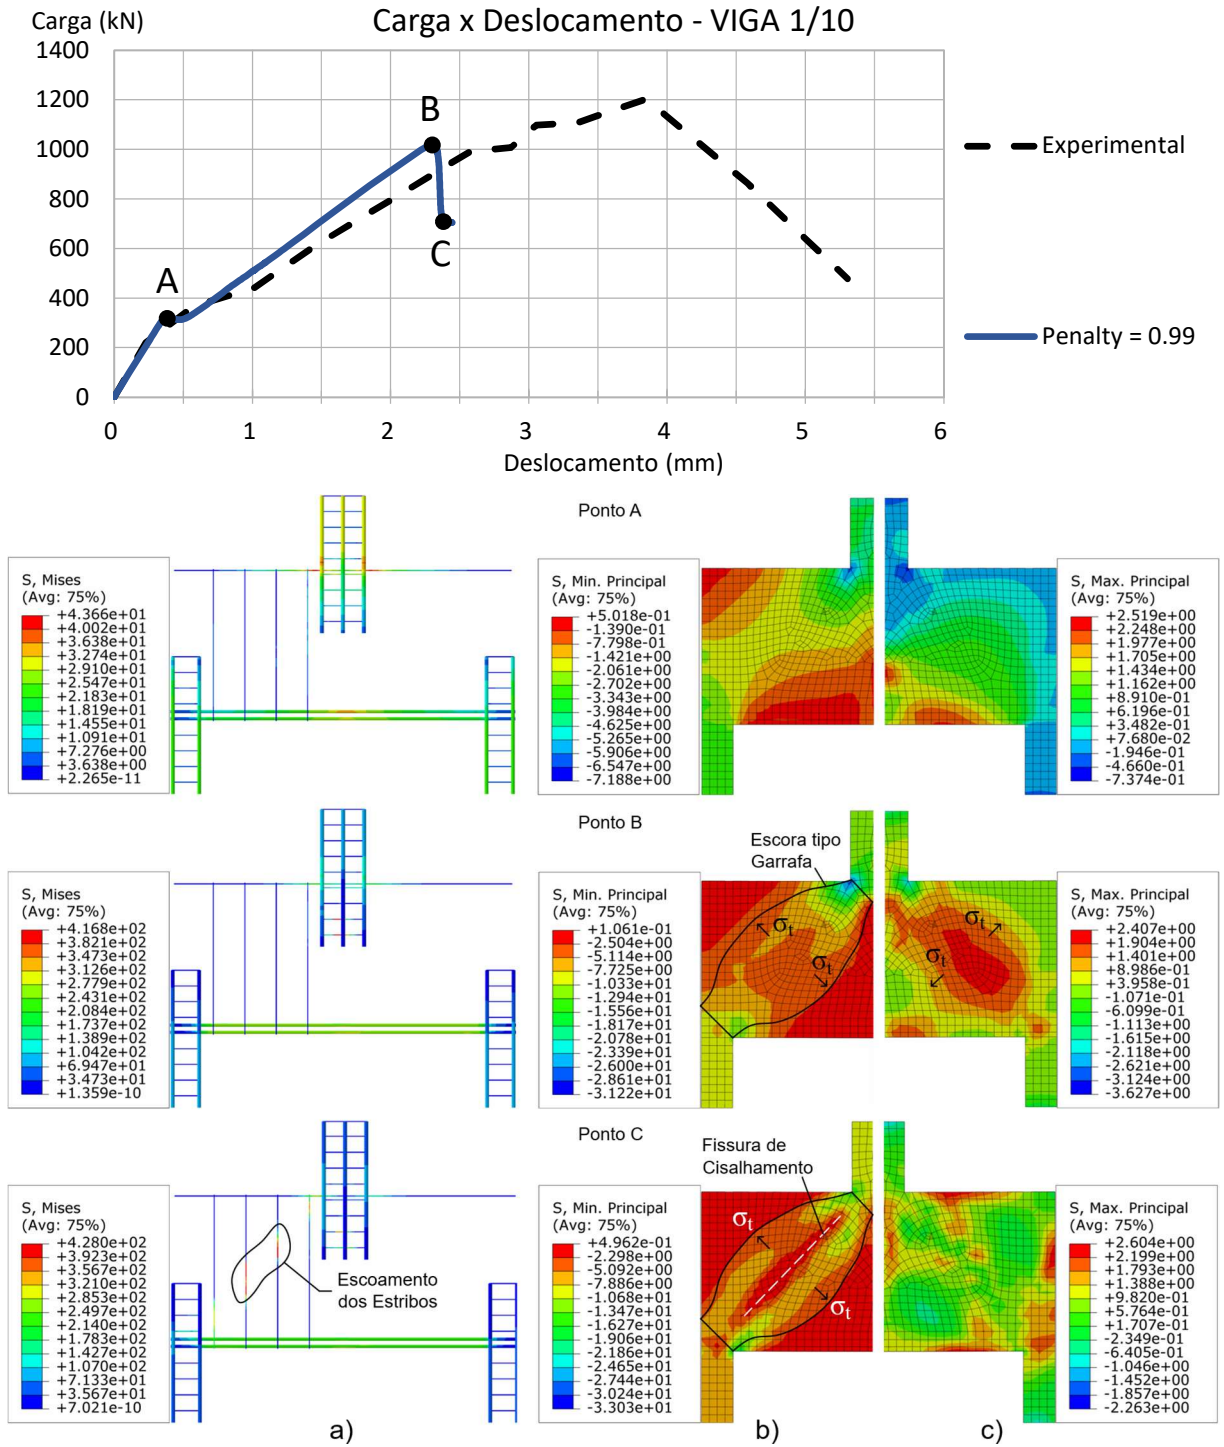 Carga (kN)
Carga x Deslocamento - VIGA 1/10
1400
1200
1000
800
600
400
200
0
A
B
C
0 1 2 3 4 5 6
Deslocamento (mm)
Experimental
Penalty = 0.99
Ponto A
S, Mises
(Avg: 75%)
+4.366e+01
+4.002e+01
+3.638e+01
+3.274e+01
+2.910e+01
+2.547e+01
+2.183e+01
+1.819e+01
+1.455e+01
+1.091e+01
+7.276e+00
+3.638e+00
+2.265e-11
S, Min. Principal
(Avg: 75%)
+5.018e-01
-1.390e-01
-7.798e-01
-1.421e+00
-2.061e+00
-2.702e+00
-3.343e+00
-3.984e+00
-4.625e+00
-5.265e+00
-5.906e+00
-6.547e+00
-7.188e+00
S, Max. Principal
(Avg: 75%)
+2.519e+00
+2.248e+00
+1.977e+00
+1.705e+00
+1.434e+00
+1.162e+00
+8.910e-01
+6.196e-01
+3.482e-01
+7.680e-02
-1.946e-01
-4.660e-01
-7.374e-01
Ponto B
S, Mises
(Avg: 75%)
+4.168e+02
+3.821e+02
+3.473e+02
+3.126e+02
+2.779e+02
+2.431e+02
+2.084e+02
+1.737e+02
+1.389e+02
+1.042e+02
+6.947e+01
+3.473e+01
+1.359e-10
S, Min. Principal
(Avg: 75%)
+1.061e-01
-2.504e+00
-5.114e+00
-7.725e+00
-1.033e+01
-1.294e+01
-1.556e+01
-1.817e+01
-2.078e+01
-2.339e+01
-2.600e+01
-2.861e+01
-3.122e+01
Escora tipo
Garrafa
σt
σt
σt
σt
S, Max. Principal
(Avg: 75%)
+2.407e+00
+1.904e+00
+1.401e+00
+8.986e-01
+3.958e-01
-1.071e-01
-6.099e-01
-1.113e+00
-1.615e+00
-2.118e+00
-2.621e+00
-3.124e+00
-3.627e+00
Ponto C
S, Mises
(Avg: 75%)
+4.280e+02
+3.923e+02
+3.567e+02
+3.210e+02
+2.853e+02
+2.497e+02
+2.140e+02
+1.783e+02
+1.427e+02
+1.070e+02
+7.133e+01
+3.567e+01
+7.021e-10
Escoamento
dos Estribos
S, Min. Principal
(Avg: 75%)
+4.962e-01
-2.298e+00
-5.092e+00
-7.886e+00
-1.068e+01
-1.347e+01
-1.627e+01
-1.906e+01
-2.186e+01
-2.465e+01
-2.744e+01
-3.024e+01
-3.303e+01
Fissura de
Cisalhamento
σt
σt
S, Max. Principal
(Avg: 75%)
+2.604e+00
+2.199e+00
+1.793e+00
+1.388e+00
+9.820e-01
+5.764e-01
+1.707e-01
-2.349e-01
-6.405e-01
-1.046e+00
-1.452e+00
-1.857e+00
-2.263e+00
a) b) c)